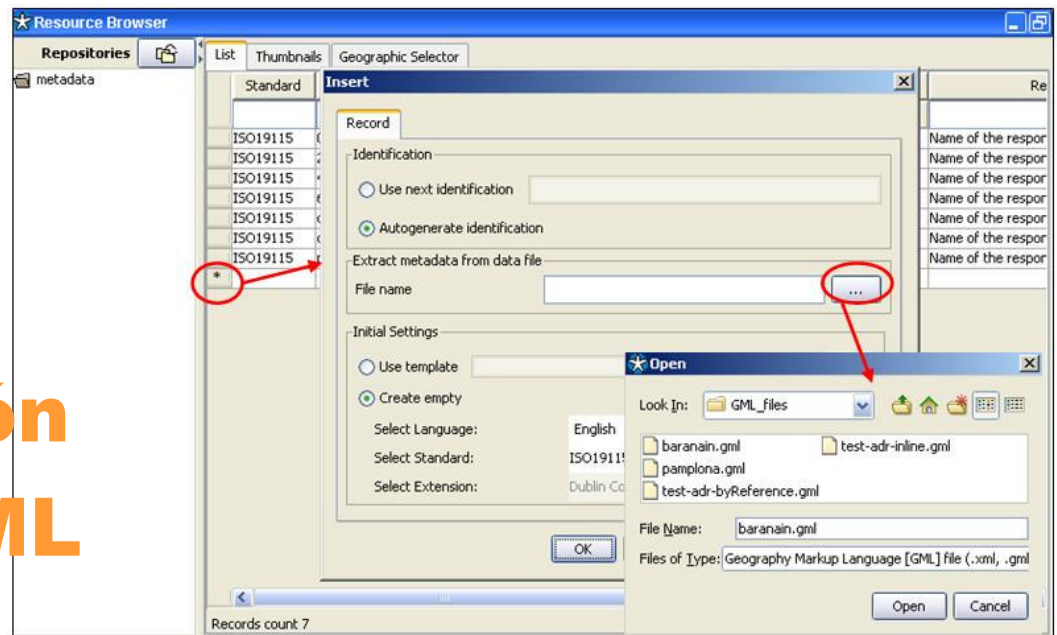 Resource Browser
Repositories
metadata
List Thumbnails Geographic Selector
Standard
Re
ISO19115
ISO19115
ISO19115
ISO19115
ISO19115
ISO19115
ISO19115
*
Name of the respor
Name of the respor
Name of the respor
Name of the respor
Name of the respor
Name of the respor
Name of the respor
Insert
Record
Identification
Use next identification
Autogenerate identification
Extract metadata from data file
File name
...
Initial Settings
Use template
Create empty
Select Language: English
Select Standard: ISO1911
Select Extension: Dublin Co
OK
Open
Look In: GML_files
baranain.gml test-adr-inline.gml
pamplona.gml
test-adr-byReference.gml
File Name: baranain.gml
Files of Type: Geography Markup Language [GML] file (.xml, .gml
Open Cancel
Records count 7
ón
ML